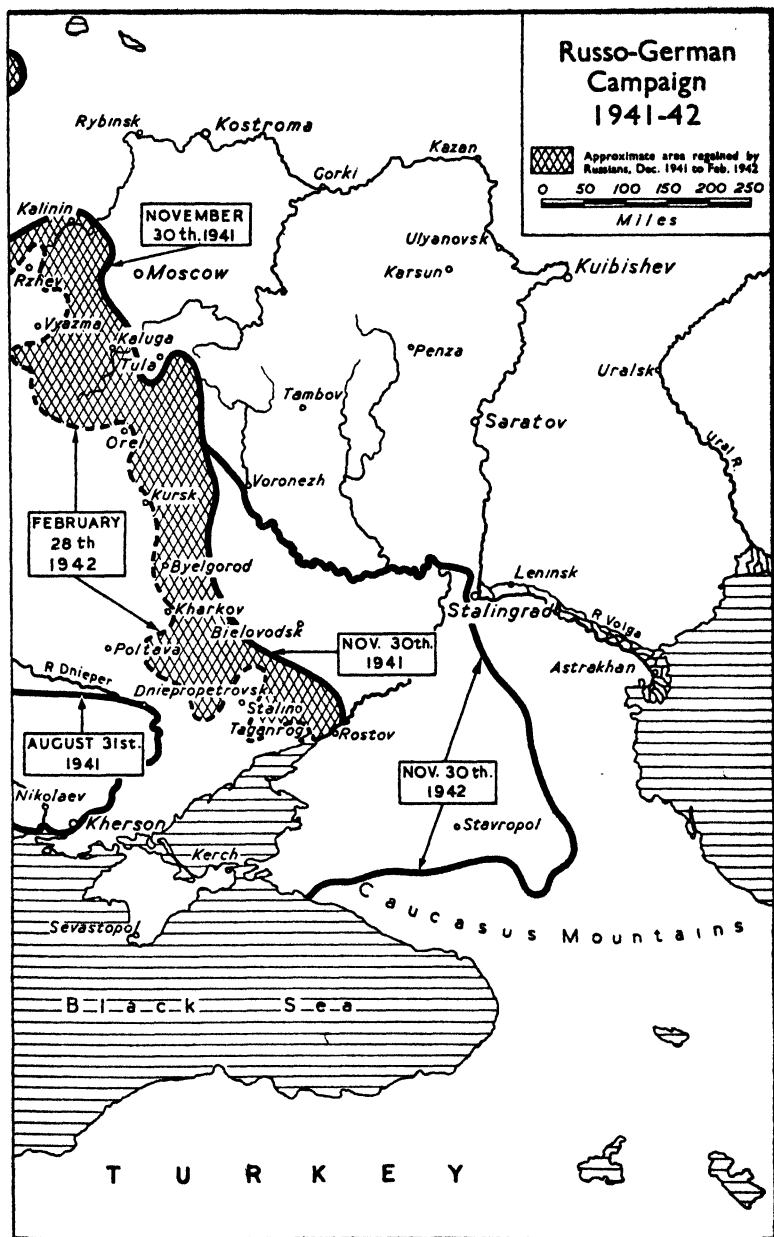 Russo-German
Campaign
1941-42
Approximate area regained by
Russians, Dec. 1941 to Feb. 1942
0 50 100 150 200 250
Miles
Rybinsk
Kostroma
Kazan
Gorki
Kalinin
NOVEMBER
30th.1941
Ulyanovsk
Rzhev
Moscow
Karsun
Kuibishev
Vyazma
Kaluga
Tula
Penza
Uralsk
Tambov
Saratov
Orel
Ural R.
Voronezh
Kursk
FEBRUARY
28th
1942
Byelgorod
Leninsk
Kharkov
Stalingrad
R Volga
Bielovodsk
Poltava
NOV. 30th.
1941
Astrakhan
R Dnieper
Dniepropetrovsk
Stalino
Taganrog
Rostov
AUGUST 31st.
1941
NOV. 30th.
1942
Nikolaev
Kherson
Stavropol
Kerch
Caucasus Mountains
Sevastopol
Black Sea
TURKEY